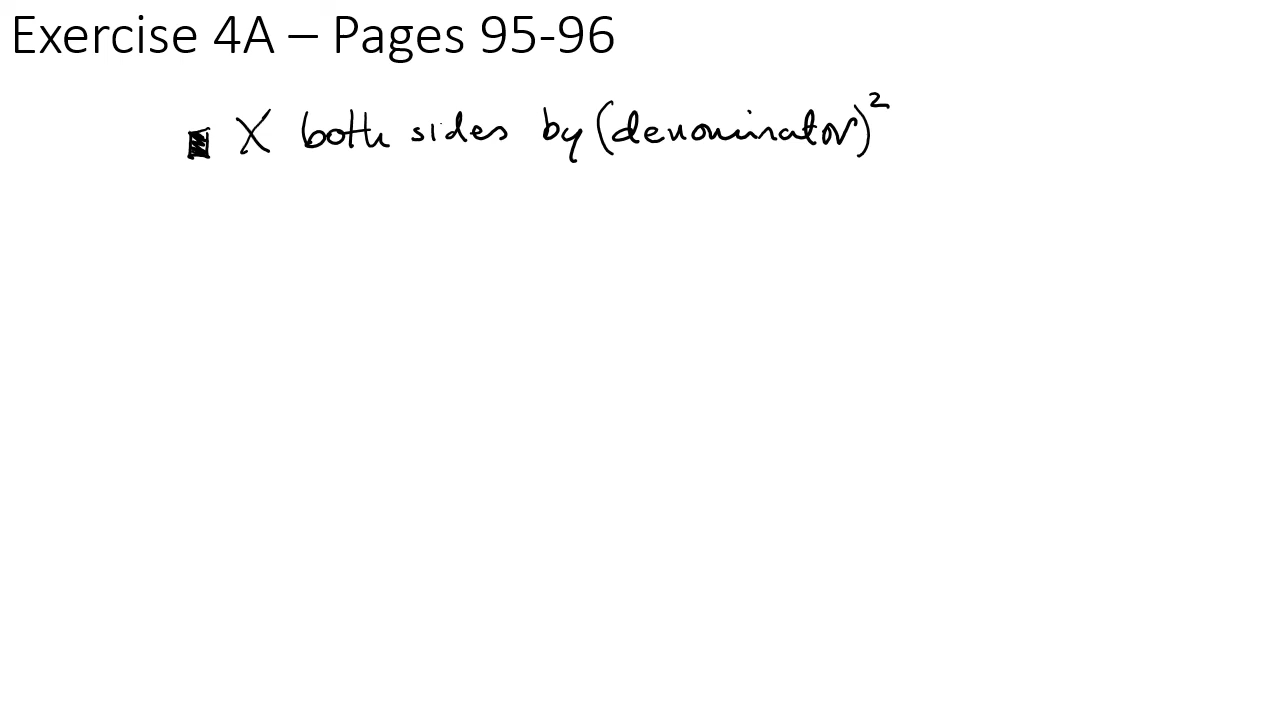 Exercise 4A – Pages 95-96
X both sides by (denominator)²